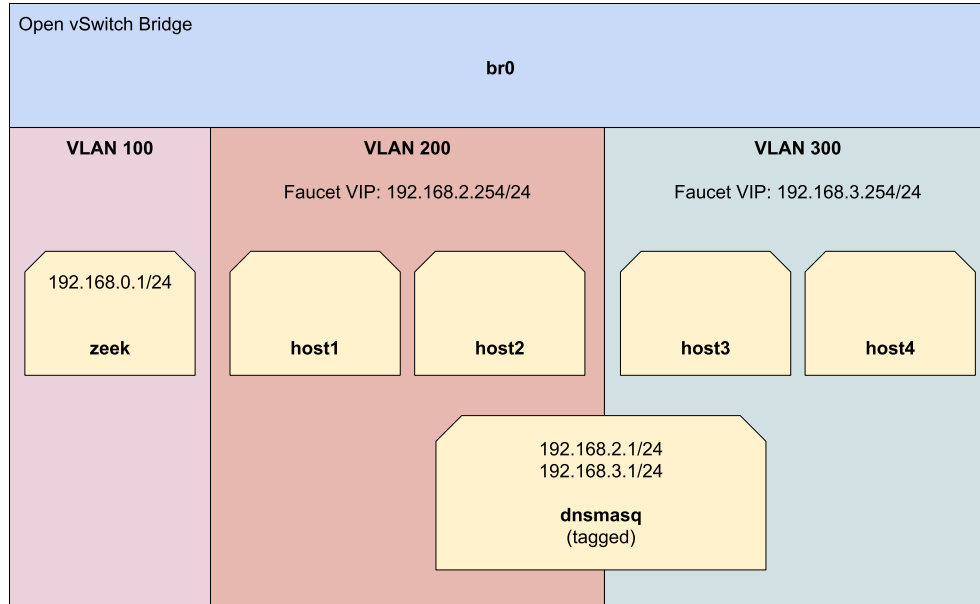 Open vSwitch Bridge
br0
VLAN 100
VLAN 200
VLAN 300
Faucet VIP: 192.168.2.254/24
Faucet VIP: 192.168.3.254/24
192.168.0.1/24
zeek
host1
host2
host3
host4
192.168.2.1/24
192.168.3.1/24
dnsmasq
(tagged)